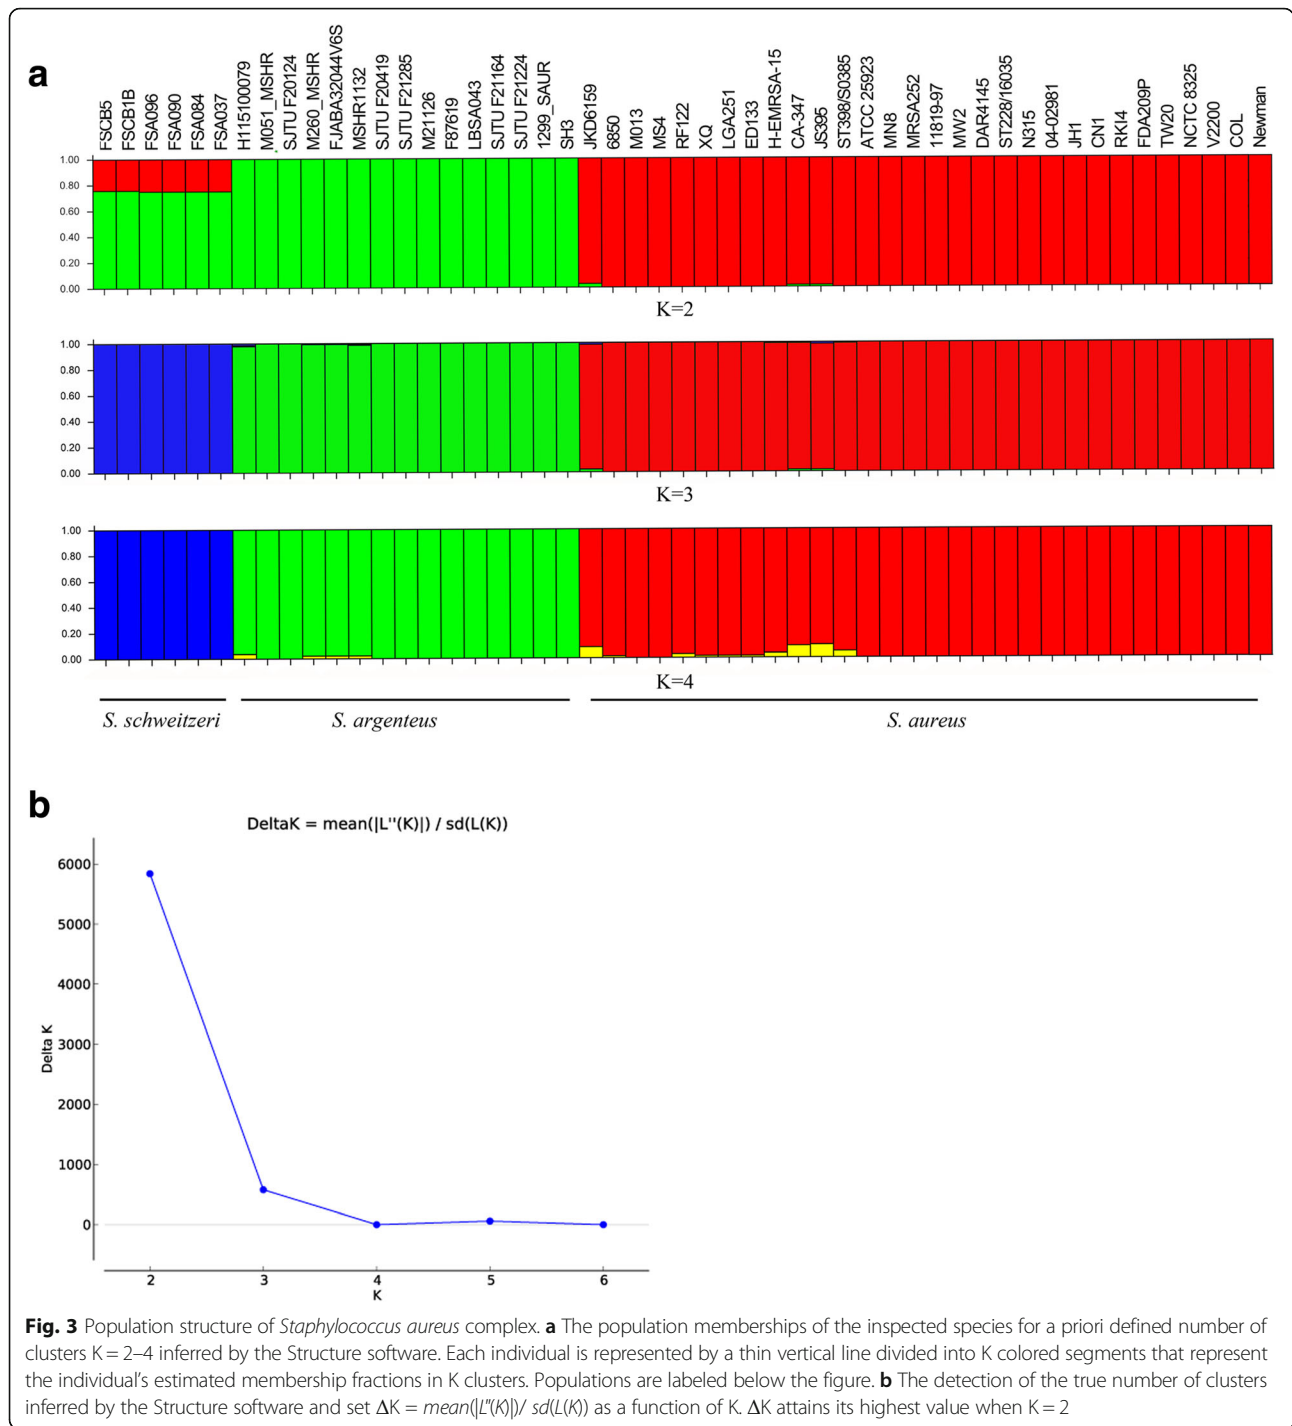 a
FSCB5
FSCB1B
FSA096
FSA090
FSA084
FSA037
H115100079
M051_MSHR
SJTU F20124
M260_MSHR
FJABA32044V6S
MSHR1132
SJTU F20419
SJTU F21285
M21126
F87619
LBSA043
SJTU F21164
SJTU F21224
1299_SAUR
SH3
JKD6159
6850
M013
MS4
RF122
XQ
LGA251
ED133
H-EMRSA-15
CA-347
JS395
ST398/S0385
ATCC 25923
MN8
MRSA252
11819-97
MW2
DAR4145
ST228/16035
N315
04-02981
JH1
CN1
RKI4
FDA209P
TW20
NCTC 8325
V2200
COL
Newman
1.00
0.80
0.60
0.40
0.20
0.00
K=2
1.00
0.80
0.60
0.40
0.20
0.00
K=3
1.00
0.80
0.60
0.40
0.20
0.00
K=4
S. schweitzeri S. argenteus S. aureus
b
DeltaK = mean(|L''(K)|) / sd(L(K))
Delta K
6000
5000
4000
3000
2000
1000
0
2 3 4 5 6
K
Fig. 3 Population structure of Staphylococcus aureus complex. a The population memberships of the inspected species for a priori defined number of
clusters K = 2–4 inferred by the Structure software. Each individual is represented by a thin vertical line divided into K colored segments that represent
the individual's estimated membership fractions in K clusters. Populations are labeled below the figure. b The detection of the true number of clusters
inferred by the Structure software and set ΔK = mean(|L''(K)|)/ sd(L(K)) as a function of K. ΔK attains its highest value when K = 2